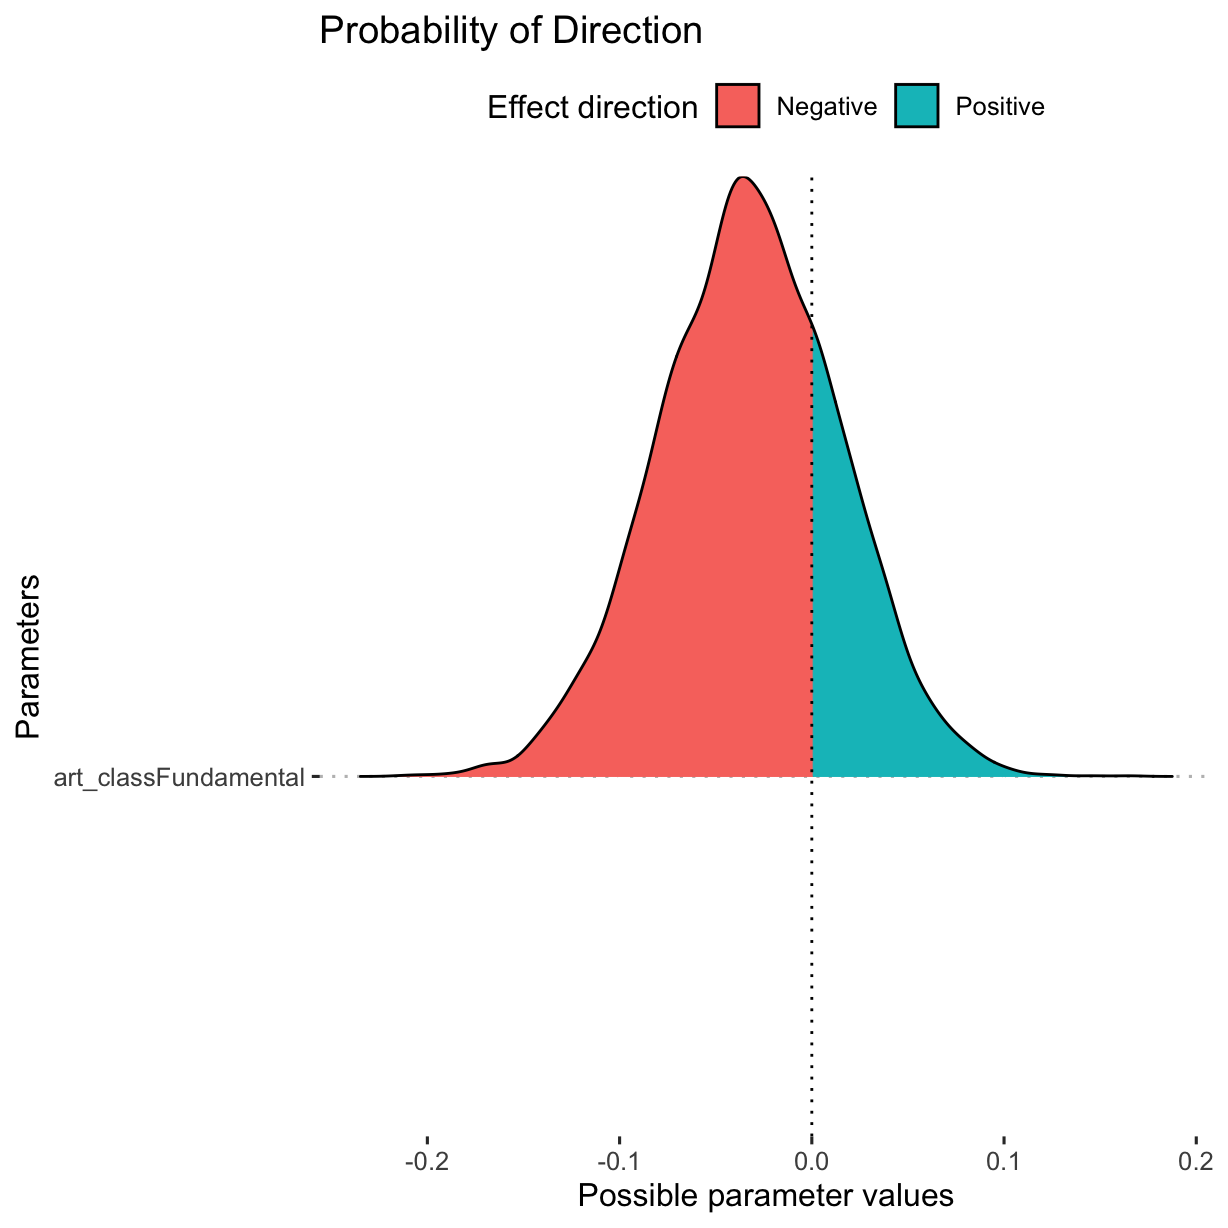 Probability of Direction
Effect direction Negative Positive
Parameters
art_classFundamental
-0.2 -0.1 0.0 0.1 0.2
Possible parameter values